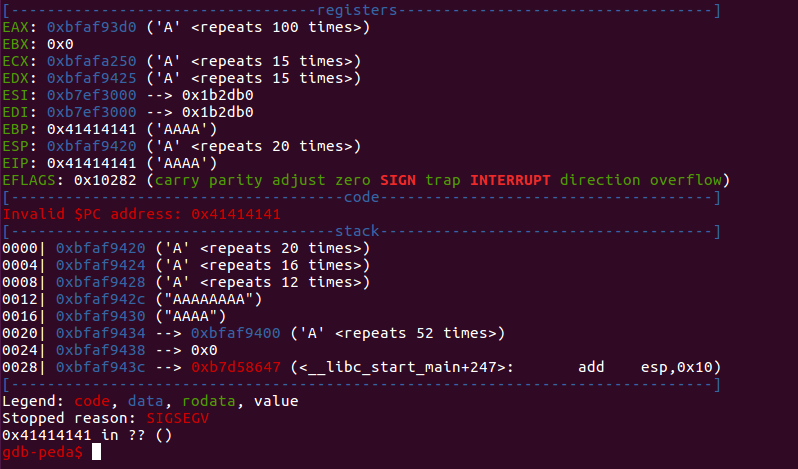 [----------------------------------registers-----------------------------------]
EAX: 0xbfaf93d0 ('A' <repeats 100 times>)
EBX: 0x0
ECX: 0xbfafa250 ('A' <repeats 15 times>)
EDX: 0xbfaf9425 ('A' <repeats 15 times>)
ESI: 0xb7ef3000 --> 0x1b2db0
EDI: 0xb7ef3000 --> 0x1b2db0
EBP: 0x41414141 ('AAAA')
ESP: 0xbfaf9420 ('A' <repeats 20 times>)
EIP: 0x41414141 ('AAAA')
EFLAGS: 0x10282 (carry parity adjust zero SIGN trap INTERRUPT direction overflow)
[-------------------------------------code-------------------------------------]
Invalid $PC address: 0x41414141
[------------------------------------stack-------------------------------------]
0000| 0xbfaf9420 ('A' <repeats 20 times>)
0004| 0xbfaf9424 ('A' <repeats 16 times>)
0008| 0xbfaf9428 ('A' <repeats 12 times>)
0012| 0xbfaf942c ("AAAAAAAA")
0016| 0xbfaf9430 ("AAAA")
0020| 0xbfaf9434 --> 0xbfaf9400 ('A' <repeats 52 times>)
0024| 0xbfaf9438 --> 0x0
0028| 0xbfaf943c --> 0xb7d58647 (<__libc_start_main+247>:       add    esp,0x10)
[------------------------------------------------------------------------------]
Legend: code, data, rodata, value
Stopped reason: SIGSEGV
0x41414141 in ?? ()
gdb-peda$